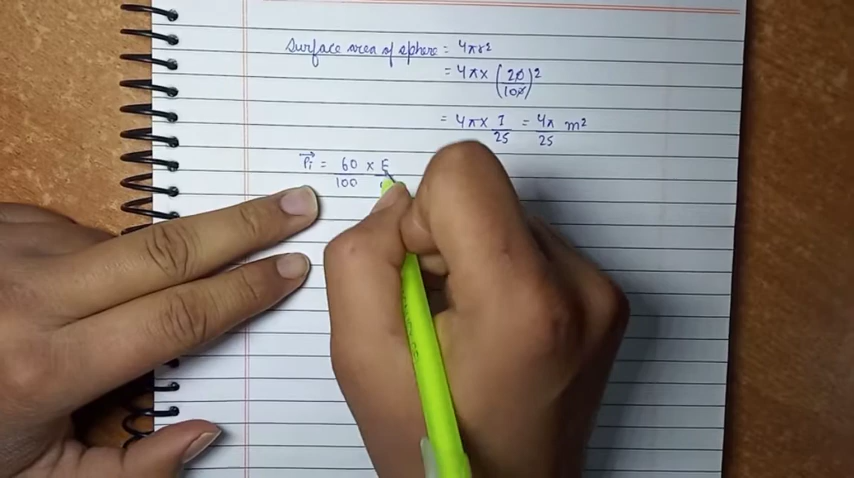 Surface area of sphere = 4πr²
= 4π × (20/100)²
= 4π × 1/25 = 4π/25 m²
P⃗i = 60/100 × E